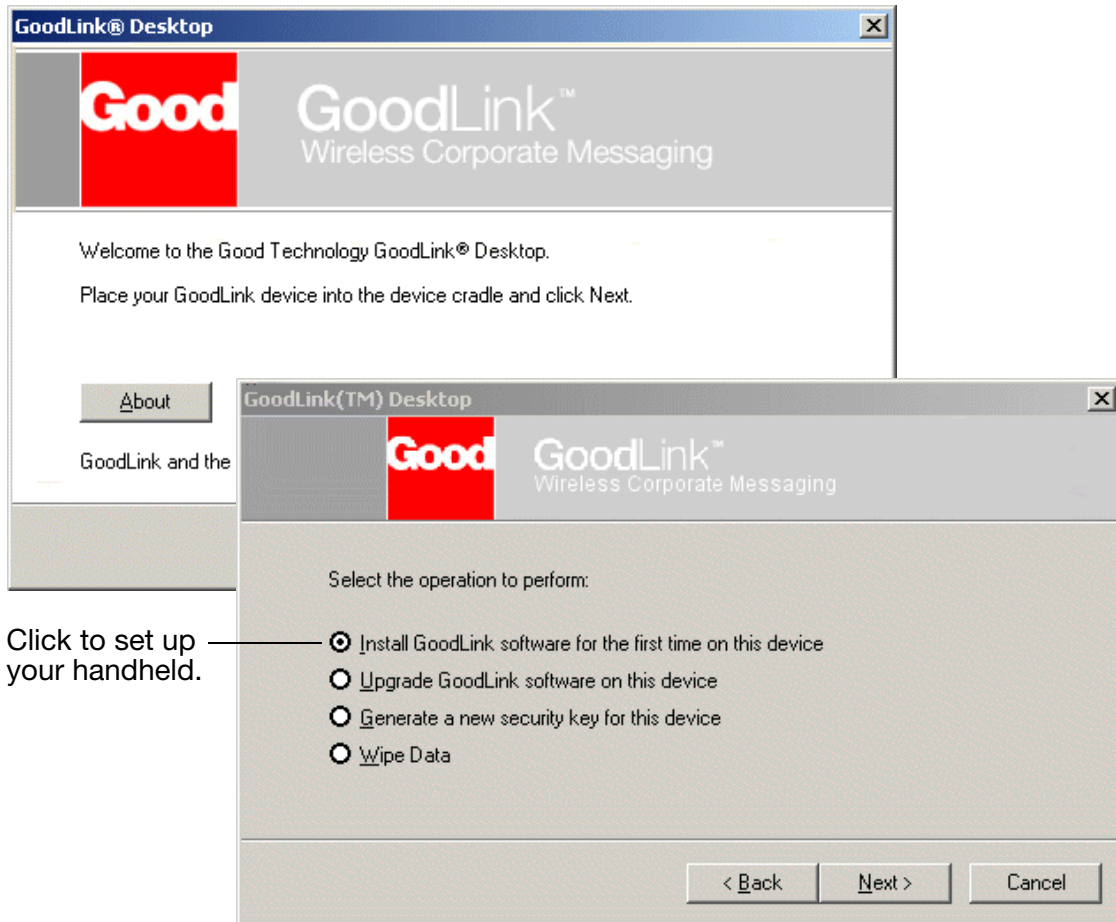 GoodLink® Desktop
Good
GoodLink™
Wireless Corporate Messaging
Welcome to the Good Technology GoodLink® Desktop.
Place your GoodLink device into the device cradle and click Next.
About
GoodLink and the
GoodLink(TM) Desktop
Good
GoodLink™
Wireless Corporate Messaging
Select the operation to perform:
Click to set up
your handheld.
Install GoodLink software for the first time on this device
Upgrade GoodLink software on this device
Generate a new security key for this device
Wipe Data
< Back
Next >
Cancel